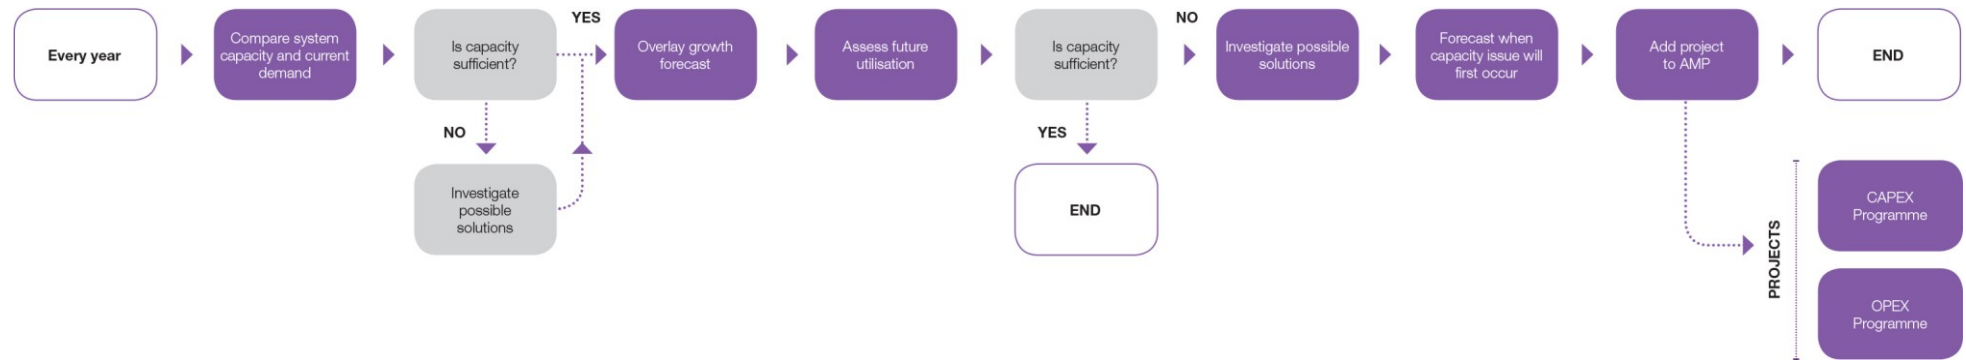 Every year
Compare system
capacity and current
demand
Is capacity
sufficient?
YES
NO
Investigate
possible
solutions
Overlay growth
forecast
Assess future
utilisation
Is capacity
sufficient?
NO
YES
END
Investigate possible
solutions
Forecast when
capacity issue will
first occur
Add project
to AMP
END
PROJECTS
CAPEX
Programme
OPEX
Programme